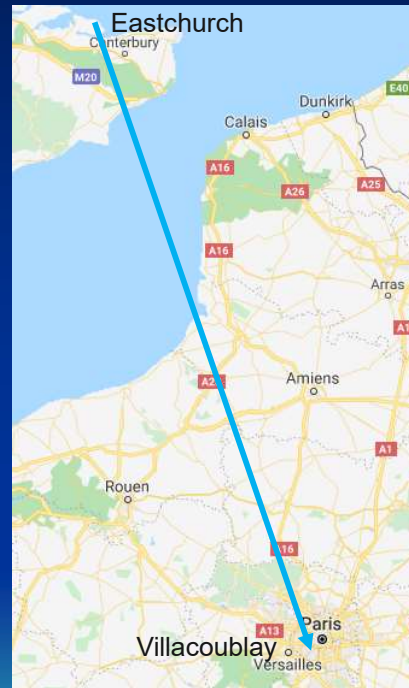 Eastchurch
Canterbury
M20
Dunkirk
E40
Calais
A16
A25
A26
A16
Arras
A1
Amiens
A1
Rouen
A16
Paris
A13
Villacoublay
Versailles